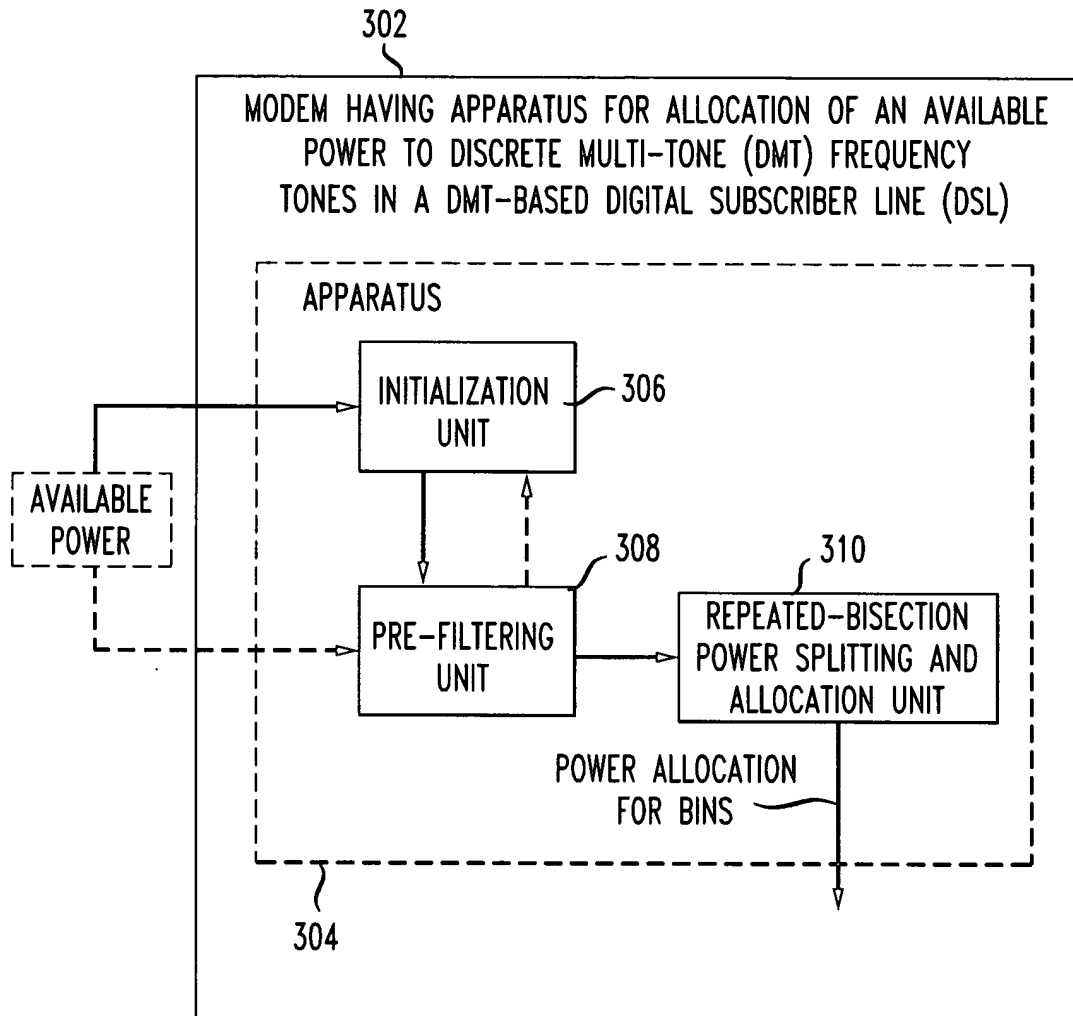 302
MODEM HAVING APPARATUS FOR ALLOCATION OF AN AVAILABLE
POWER TO DISCRETE MULTI-TONE (DMT) FREQUENCY
TONES IN A DMT-BASED DIGITAL SUBSCRIBER LINE (DSL)
APPARATUS
INITIALIZATION
UNIT
306
AVAILABLE
POWER
308
PRE-FILTERING
UNIT
310
REPEATED-BISECTION
POWER SPLITTING AND
ALLOCATION UNIT
POWER ALLOCATION
FOR BINS
304